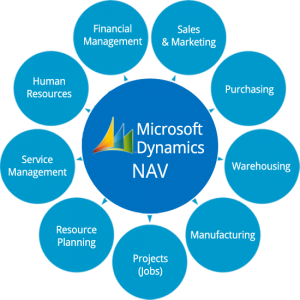 Financial
Management
Sales
& Marketing
Human
Resources
Purchasing
Microsoft
Dynamics
NAV
Service
Management
Warehousing
Resource
Planning
Manufacturing
Projects
(Jobs)